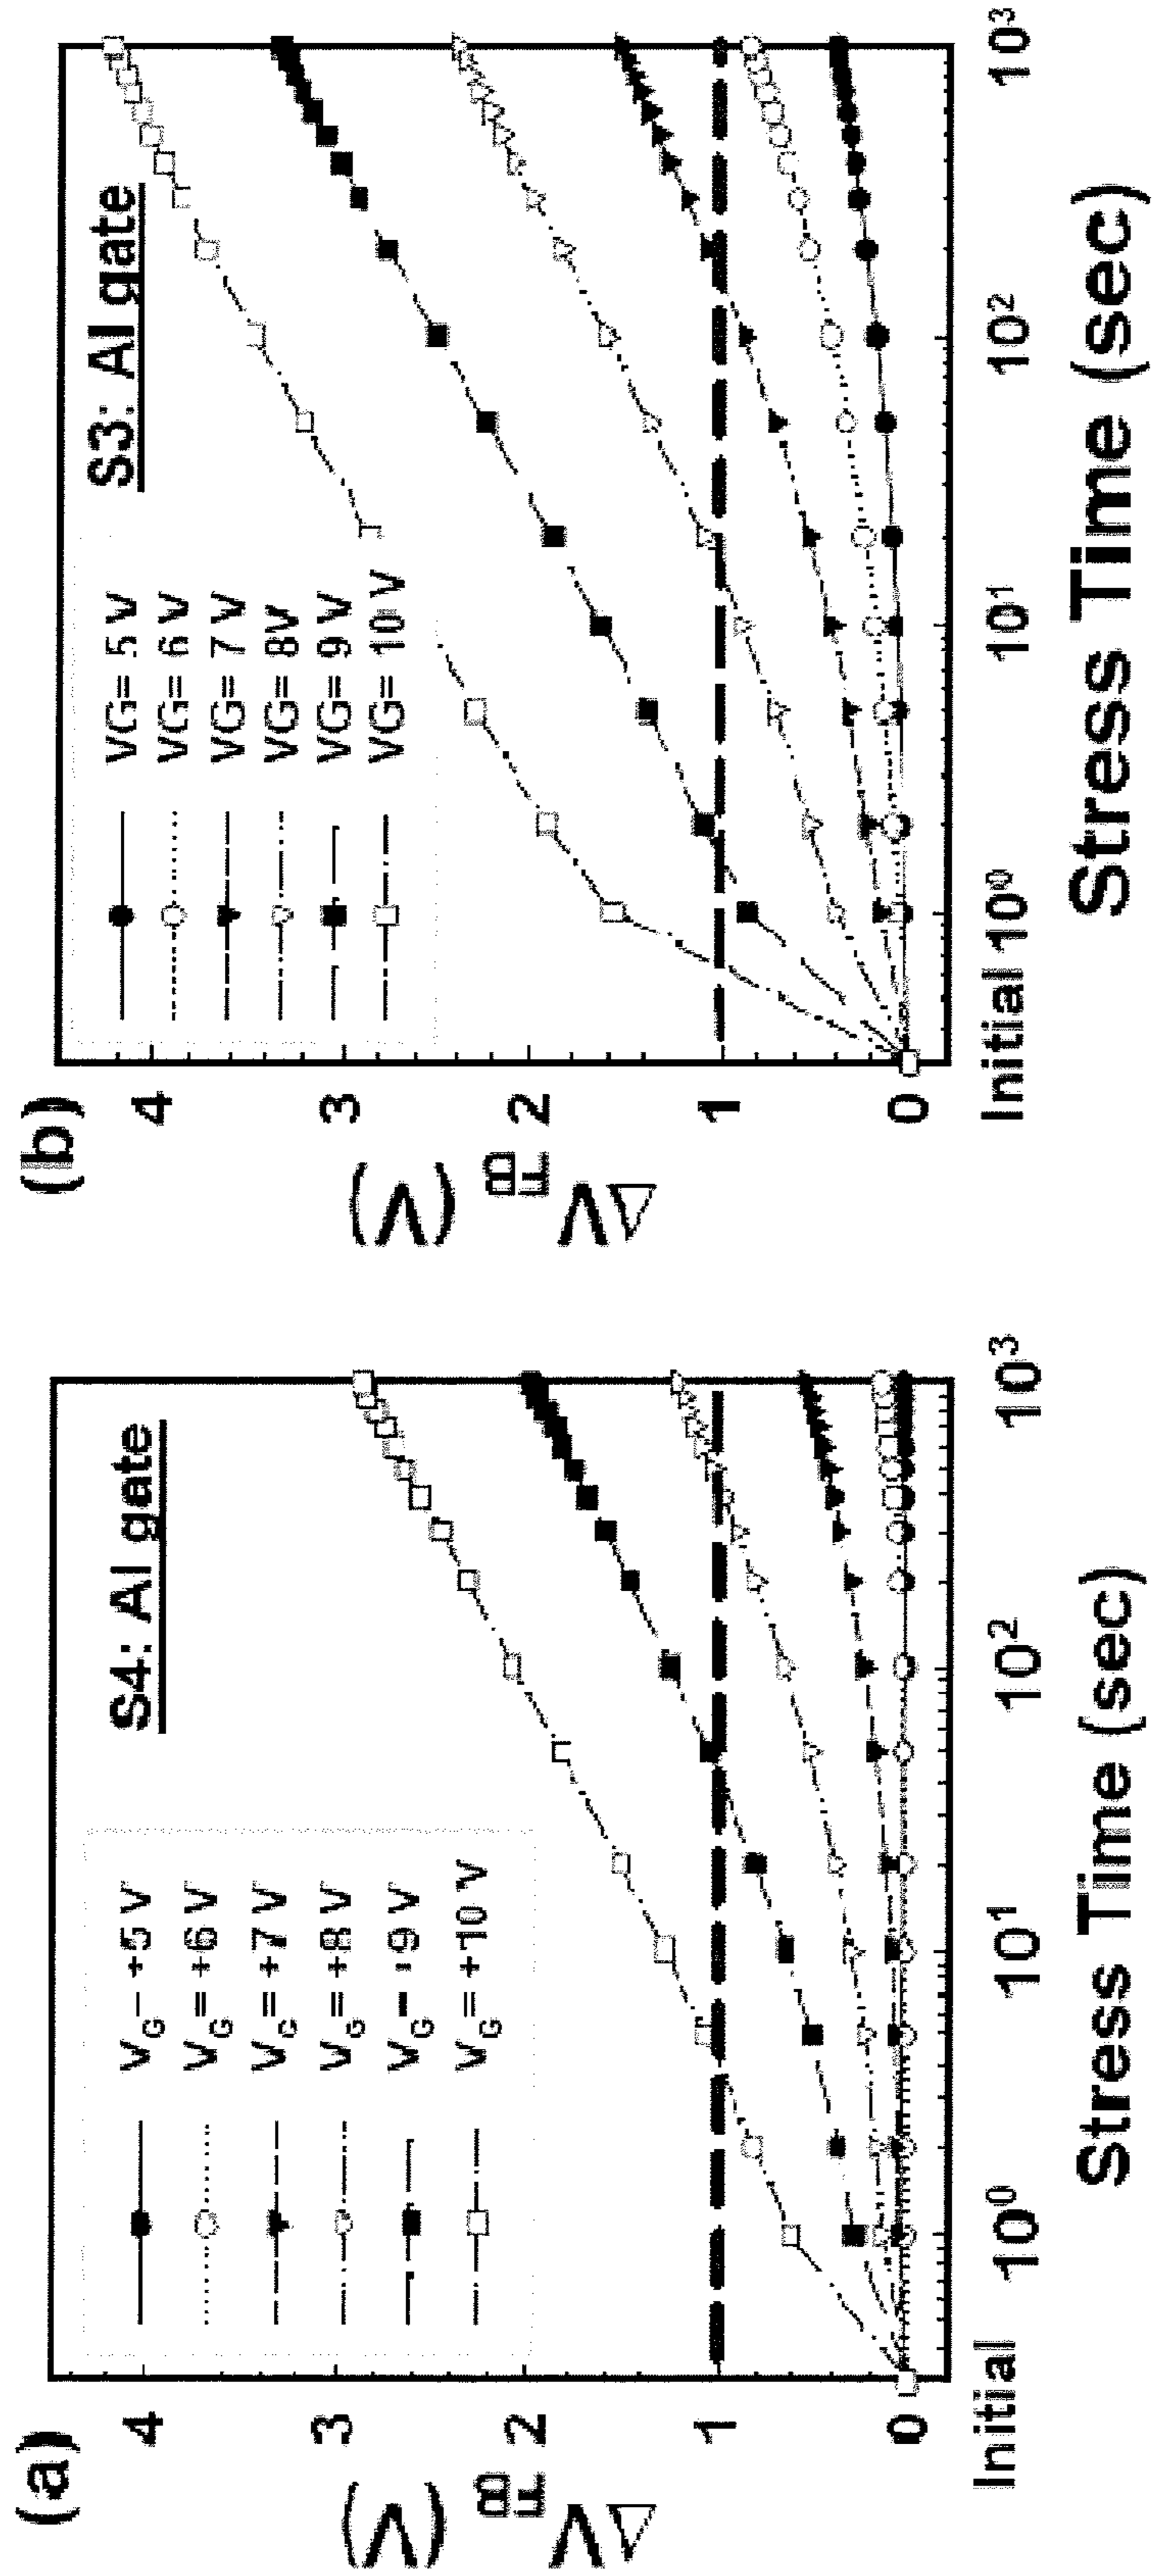 (a)
S4: Al gate
V_G– +5 V
V_G= +6 V
V_G= +7 V
V_G= +8 V
V_G– +9 V
V_G= +10 V
ΔV_FB (V)
4
3
2
1
0
Initial 10^0 10^1 10^2 10^3
Stress Time (sec)
(b)
S3: Al gate
VG= 5 V
VG= 6 V
VG= 7 V
VG= 8V
VG= 9 V
VG= 10 V
ΔV_FB (V)
4
3
2
1
0
Initial 10^0 10^1 10^2 10^3
Stress Time (sec)